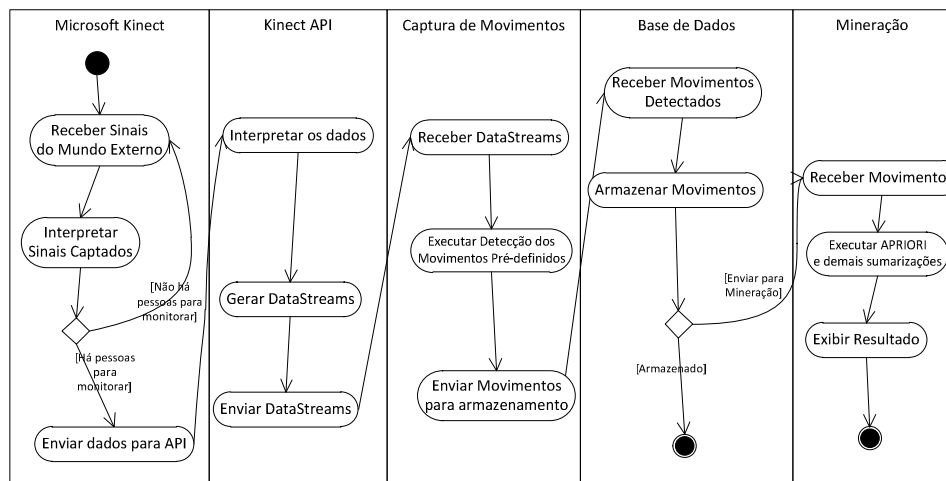 Microsoft Kinect
Kinect API
Captura de Movimentos
Base de Dados
Mineração
Receber Sinais
do Mundo Externo
Interpretar
Sinais Captados
[Não há
pessoas para
monitorar]
[Há pessoas
para
monitorar]
Enviar dados para API
Interpretar os dados
Gerar DataStreams
Enviar DataStreams
Receber DataStreams
Executar Detecção dos
Movimentos Pré-definidos
Enviar Movimentos
para armazenamento
Receber Movimentos
Detectados
Armazenar Movimentos
[Enviar para
Mineração]
[Armazenado]
Receber Movimento
Executar APRIORI
e demais sumarizações
Exibir Resultado